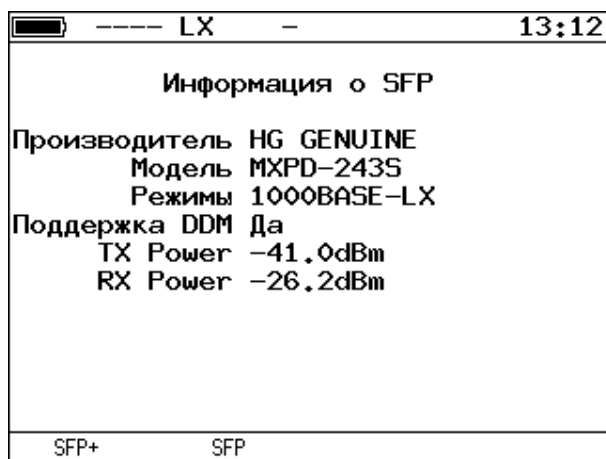 ---- LX - 13:12
Информация о SFP
Производитель HG GENUINE
Модель MXPD-243S
Режимы 1000BASE-LX
Поддержка DDM Да
TX Power -41.0dBm
RX Power -26.2dBm
SFP+ SFP